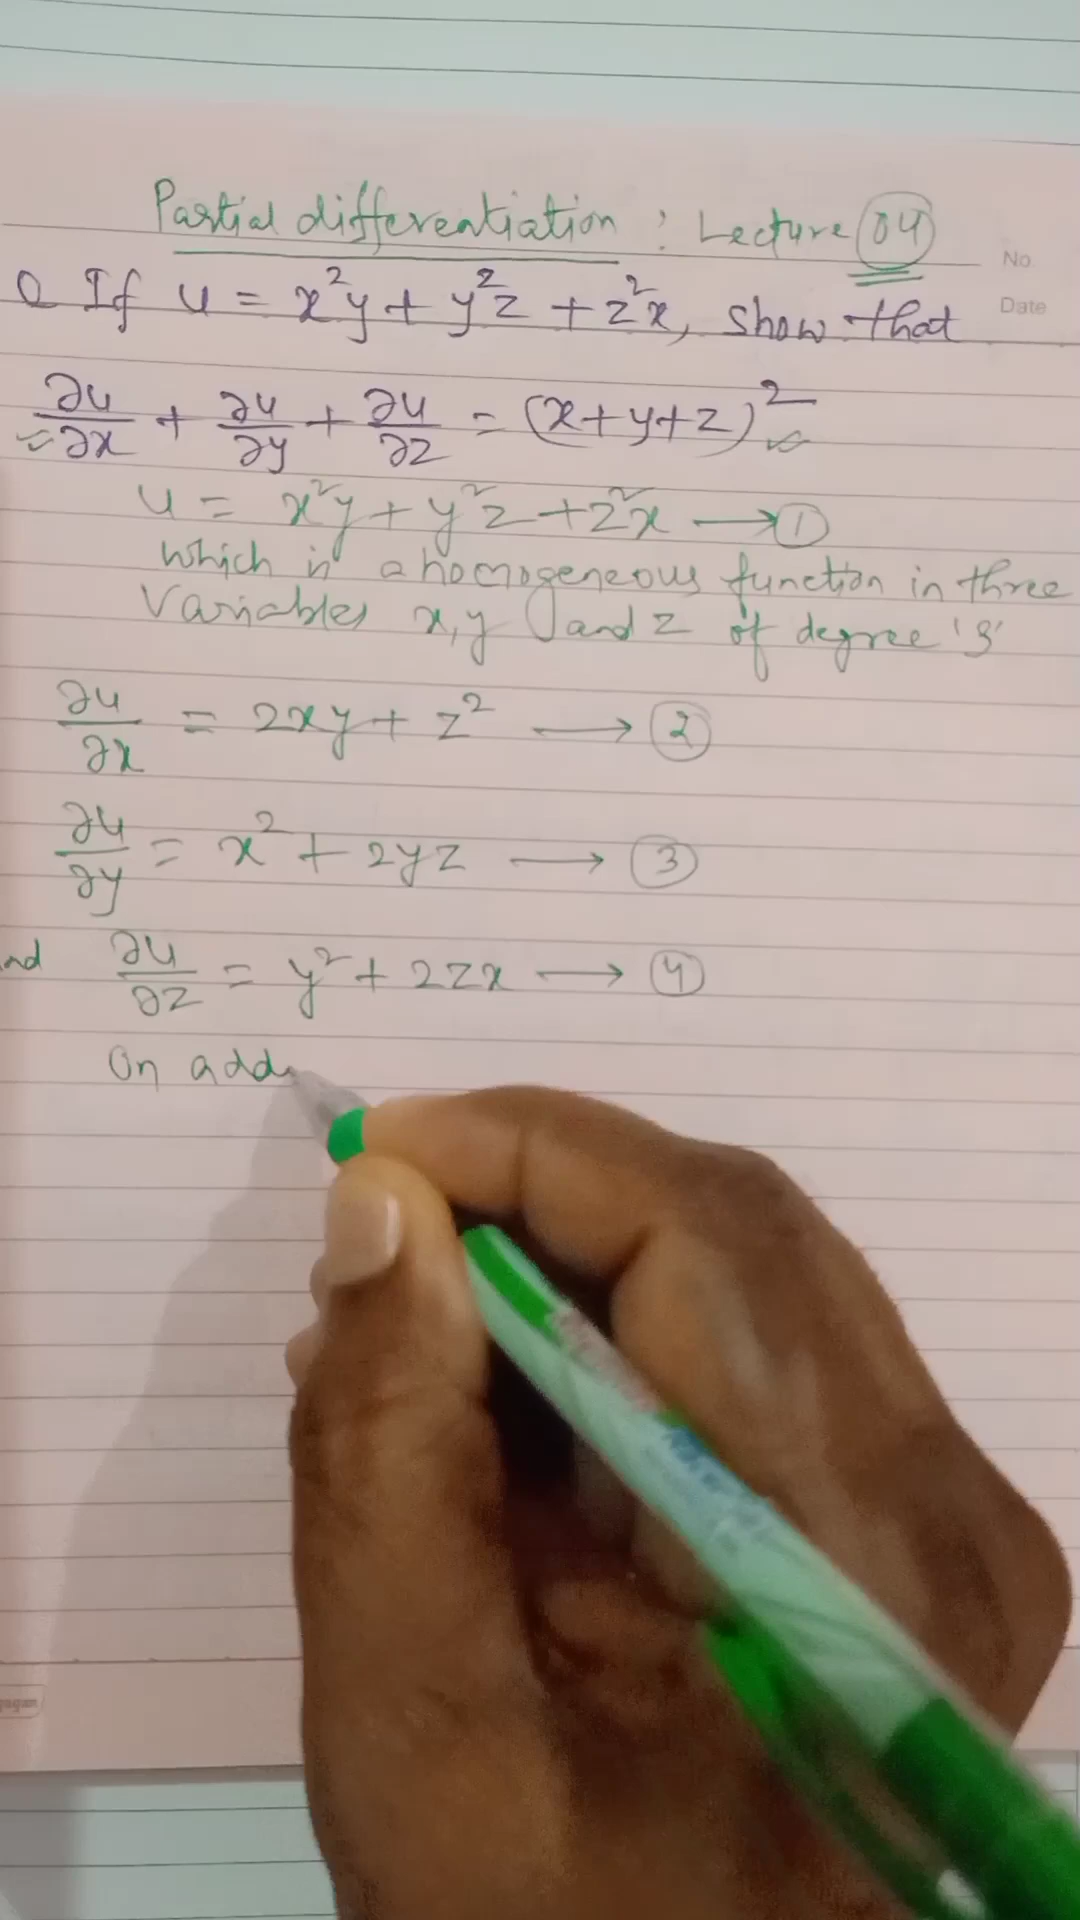 Partial differentiation : Lecture 04
No.
Q If u = x²y + y²z + z²x, show that
Date
∂u/∂x + ∂u/∂y + ∂u/∂z = (x+y+z)²
u = x²y + y²z + z²x → ①
which is a homogeneous function in three
Variables x, y and z of degree '3'
∂u/∂x = 2xy + z² → ②
∂u/∂y = x² + 2yz → ③
and ∂u/∂z = y² + 2zx → ④
On add